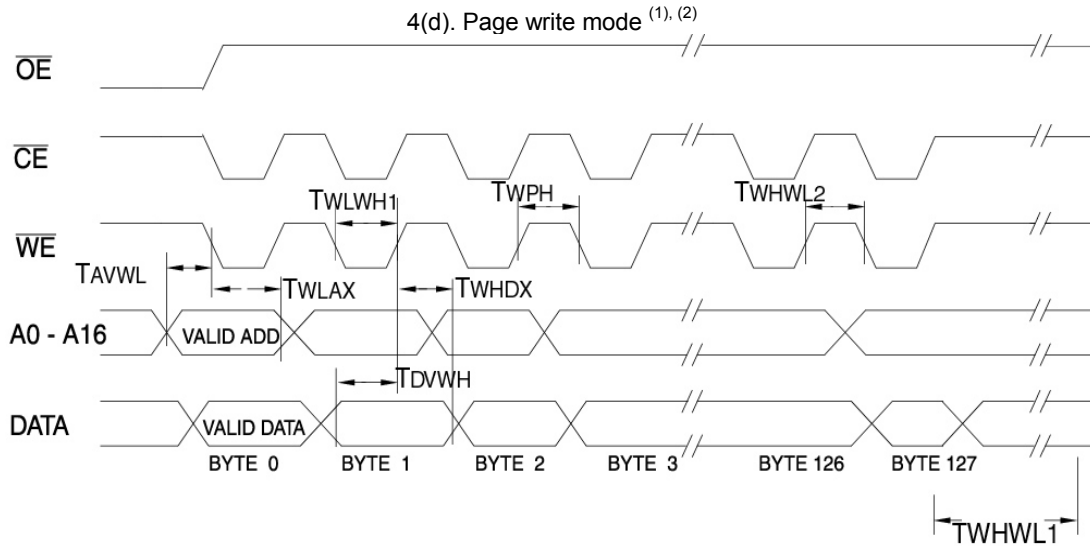 4(d). Page write mode (1), (2)
OE
CE
TWLWH1
TWPH
TWHWL2
WE
TAVWL
TWLAX
TWHDX
A0 - A16
VALID ADD
TDVWH
DATA
VALID DATA
BYTE 0
BYTE 1
BYTE 2
BYTE 3
BYTE 126
BYTE 127
TWHWL1